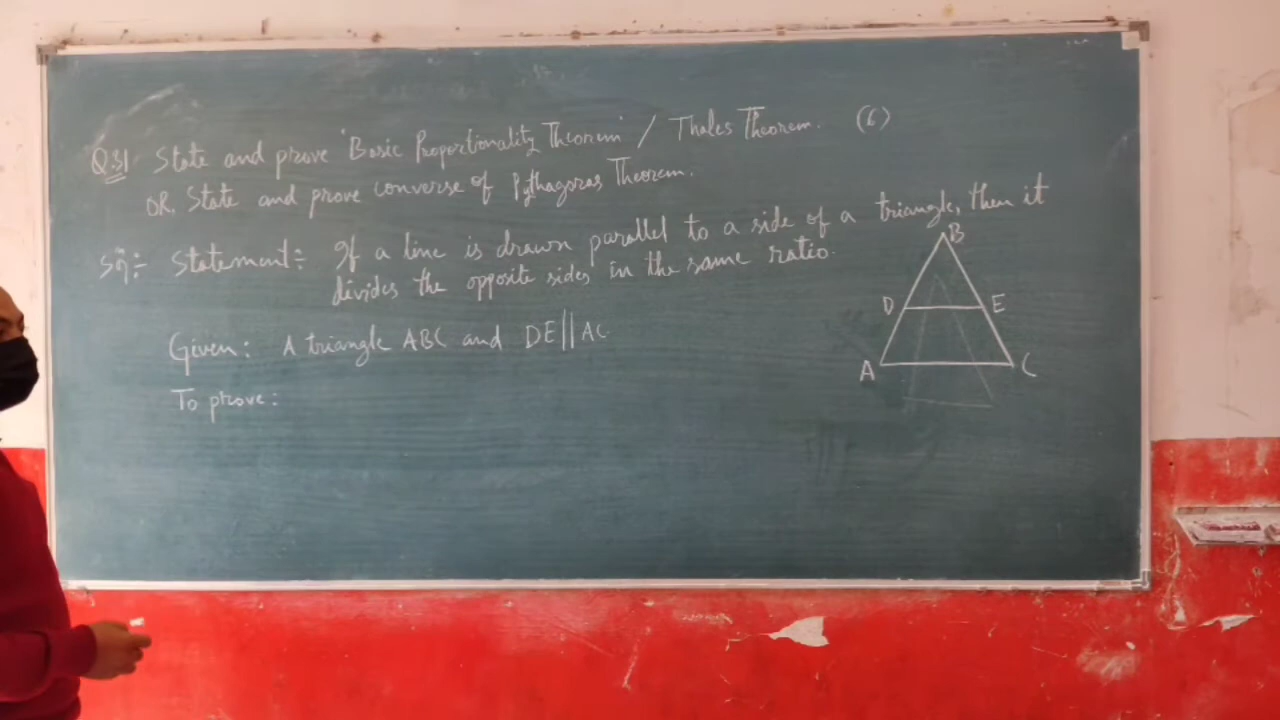 Q31 State and prove 'Basic Proportionality Theorem' / Thales Theorem. (6)
OR. State and prove converse of Pythagoras Theorem.
Sol:- Statement:- If a line is drawn parallel to a side of a triangle, then it
divides the opposite sides in the same ratio.
B
D E
A C
Given: A triangle ABC and DE||AC
To prove: